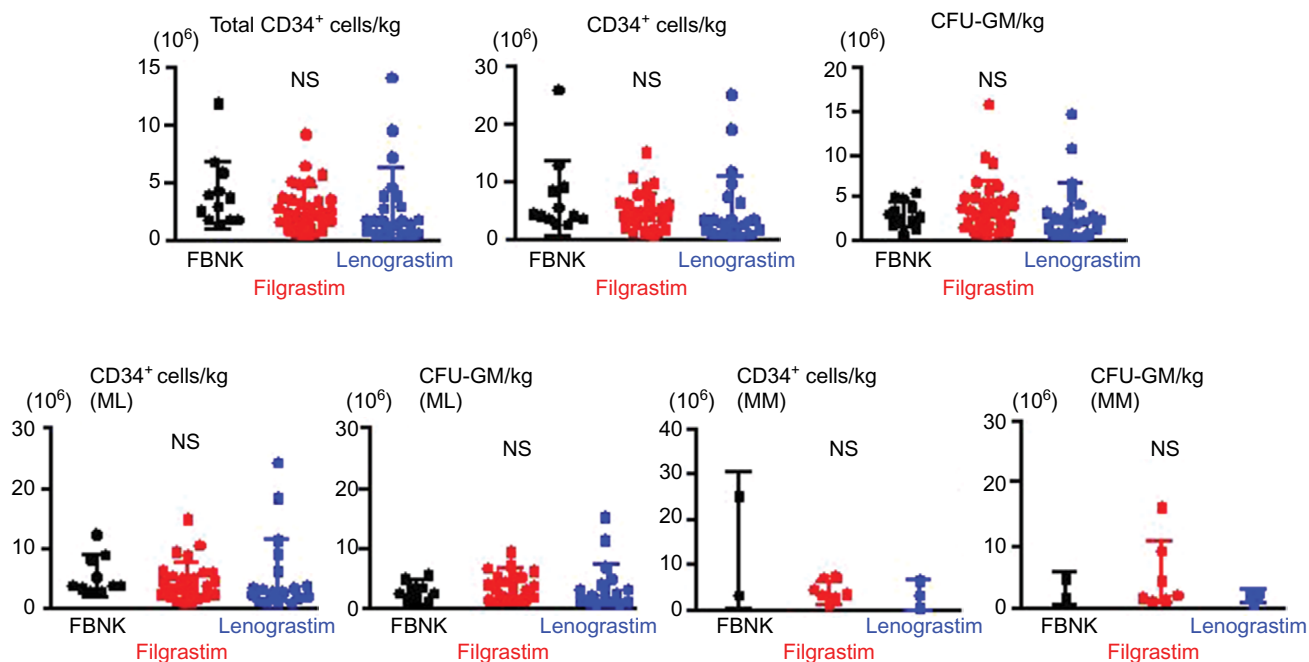 Total CD34⁺ cells/kg
(10⁶)
15
10
5
0
NS
FBNK
Filgrastim
Lenograstim
CD34⁺ cells/kg
(10⁶)
30
20
10
0
NS
FBNK
Filgrastim
Lenograstim
CFU-GM/kg
(10⁶)
20
15
10
5
0
NS
FBNK
Filgrastim
Lenograstim
CD34⁺ cells/kg
(10⁶) (ML)
30
20
10
0
NS
FBNK
Filgrastim
Lenograstim
CFU-GM/kg
(10⁶) (ML)
30
20
10
0
NS
FBNK
Filgrastim
Lenograstim
CD34⁺ cells/kg
(10⁶) (MM)
40
30
20
10
0
NS
FBNK
Filgrastim
Lenograstim
CFU-GM/kg
(10⁶) (MM)
30
20
10
0
NS
FBNK
Filgrastim
Lenograstim